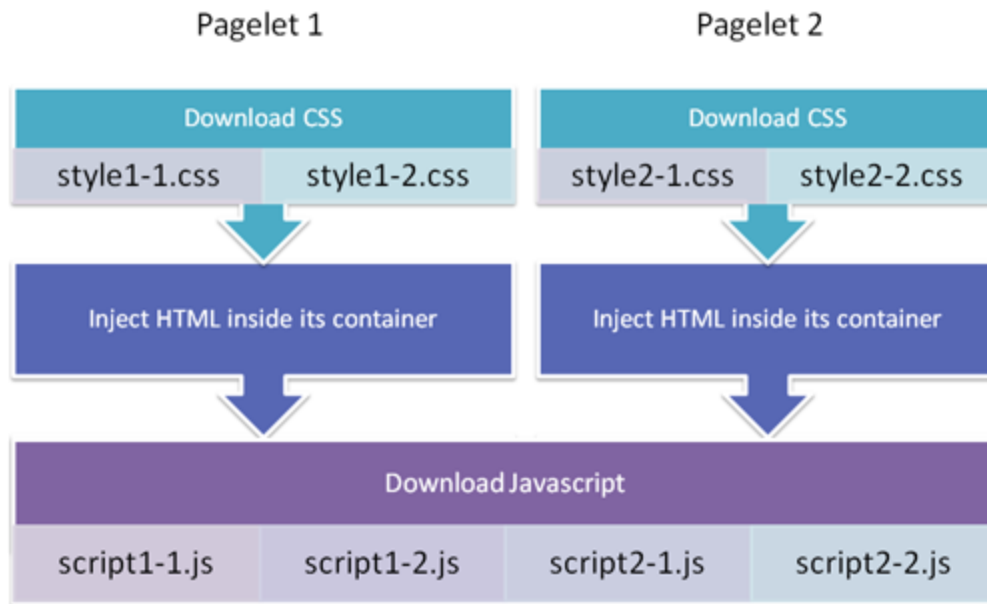 Pagelet 1
Pagelet 2
Download CSS
Download CSS
style1-1.css
style1-2.css
style2-1.css
style2-2.css
Inject HTML inside its container
Inject HTML inside its container
Download Javascript
script1-1.js
script1-2.js
script2-1.js
script2-2.js